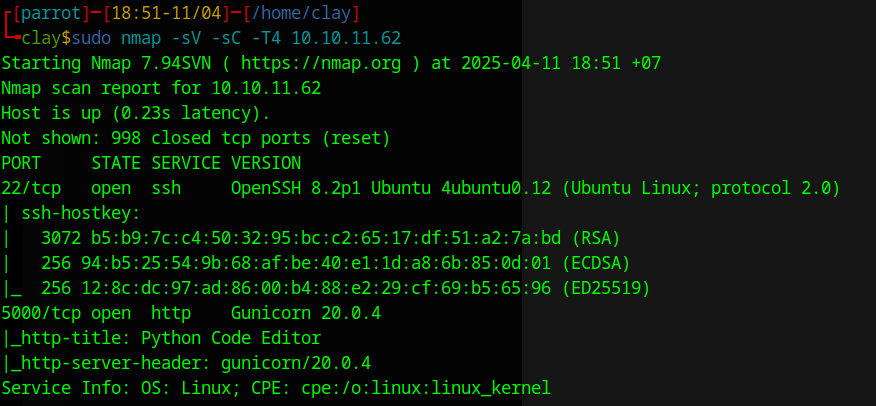 ┌[parrot]─[18:51-11/04]─[/home/clay]
└╼clay$sudo nmap -sV -sC -T4 10.10.11.62
Starting Nmap 7.94SVN ( https://nmap.org ) at 2025-04-11 18:51 +07
Nmap scan report for 10.10.11.62
Host is up (0.23s latency).
Not shown: 998 closed tcp ports (reset)
PORT     STATE SERVICE VERSION
22/tcp   open  ssh     OpenSSH 8.2p1 Ubuntu 4ubuntu0.12 (Ubuntu Linux; protocol 2.0)
| ssh-hostkey:
|   3072 b5:b9:7c:c4:50:32:95:bc:c2:65:17:df:51:a2:7a:bd (RSA)
|   256 94:b5:25:54:9b:68:af:be:40:e1:1d:a8:6b:85:0d:01 (ECDSA)
|_  256 12:8c:dc:97:ad:86:00:b4:88:e2:29:cf:69:b5:65:96 (ED25519)
5000/tcp open  http    Gunicorn 20.0.4
|_http-title: Python Code Editor
|_http-server-header: gunicorn/20.0.4
Service Info: OS: Linux; CPE: cpe:/o:linux:linux_kernel